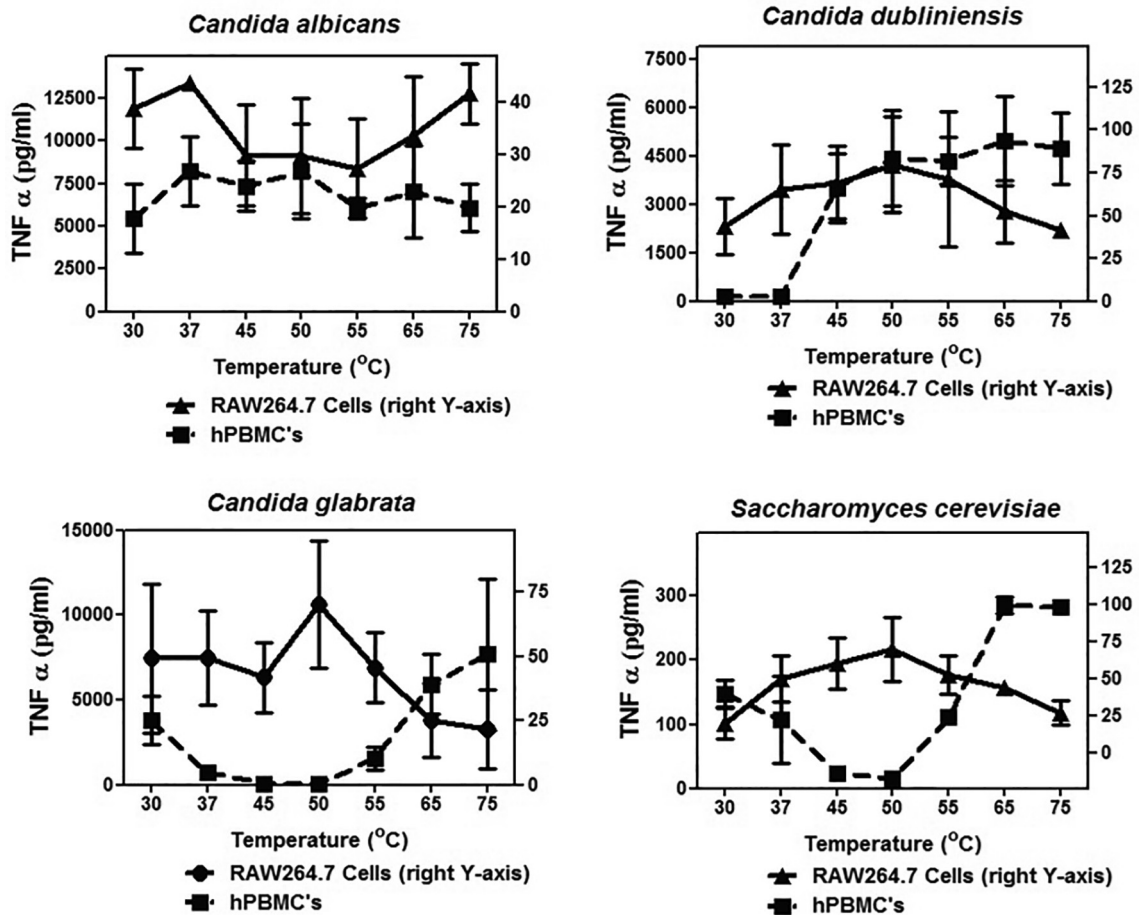 Candida albicans
TNF α (pg/ml)
12500
10000
7500
5000
2500
0
40
30
20
10
0
30 37 45 50 55 65 75
Temperature (°C)
RAW264.7 Cells (right Y-axis)
hPBMC's
Candida dubliniensis
TNF α (pg/ml)
7500
6000
4500
3000
1500
0
125
100
75
50
25
0
30 37 45 50 55 65 75
Temperature (°C)
RAW264.7 Cells (right Y-axis)
hPBMC's
Candida glabrata
TNF α (pg/ml)
15000
10000
5000
0
75
50
25
0
30 37 45 50 55 65 75
Temperature (°C)
RAW264.7 Cells (right Y-axis)
hPBMC's
Saccharomyces cerevisiae
TNF α (pg/ml)
300
200
100
0
125
100
75
50
25
0
30 37 45 50 55 65 75
Temperature (°C)
RAW264.7 Cells (right Y-axis)
hPBMC's